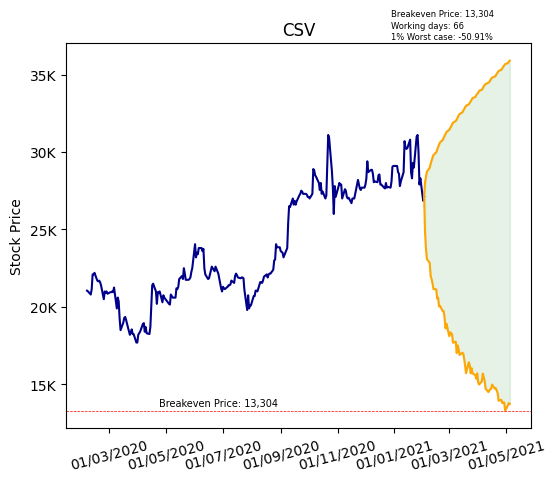 Breakeven Price: 13,304
Working days: 66
1% Worst case: -50.91%
CSV
Stock Price
35K
30K
25K
20K
15K
Breakeven Price: 13,304
01/03/2020 01/05/2021 01/07/2020 01/09/2020 01/11/2020 01/01/2021 01/03/2021 01/05/2021